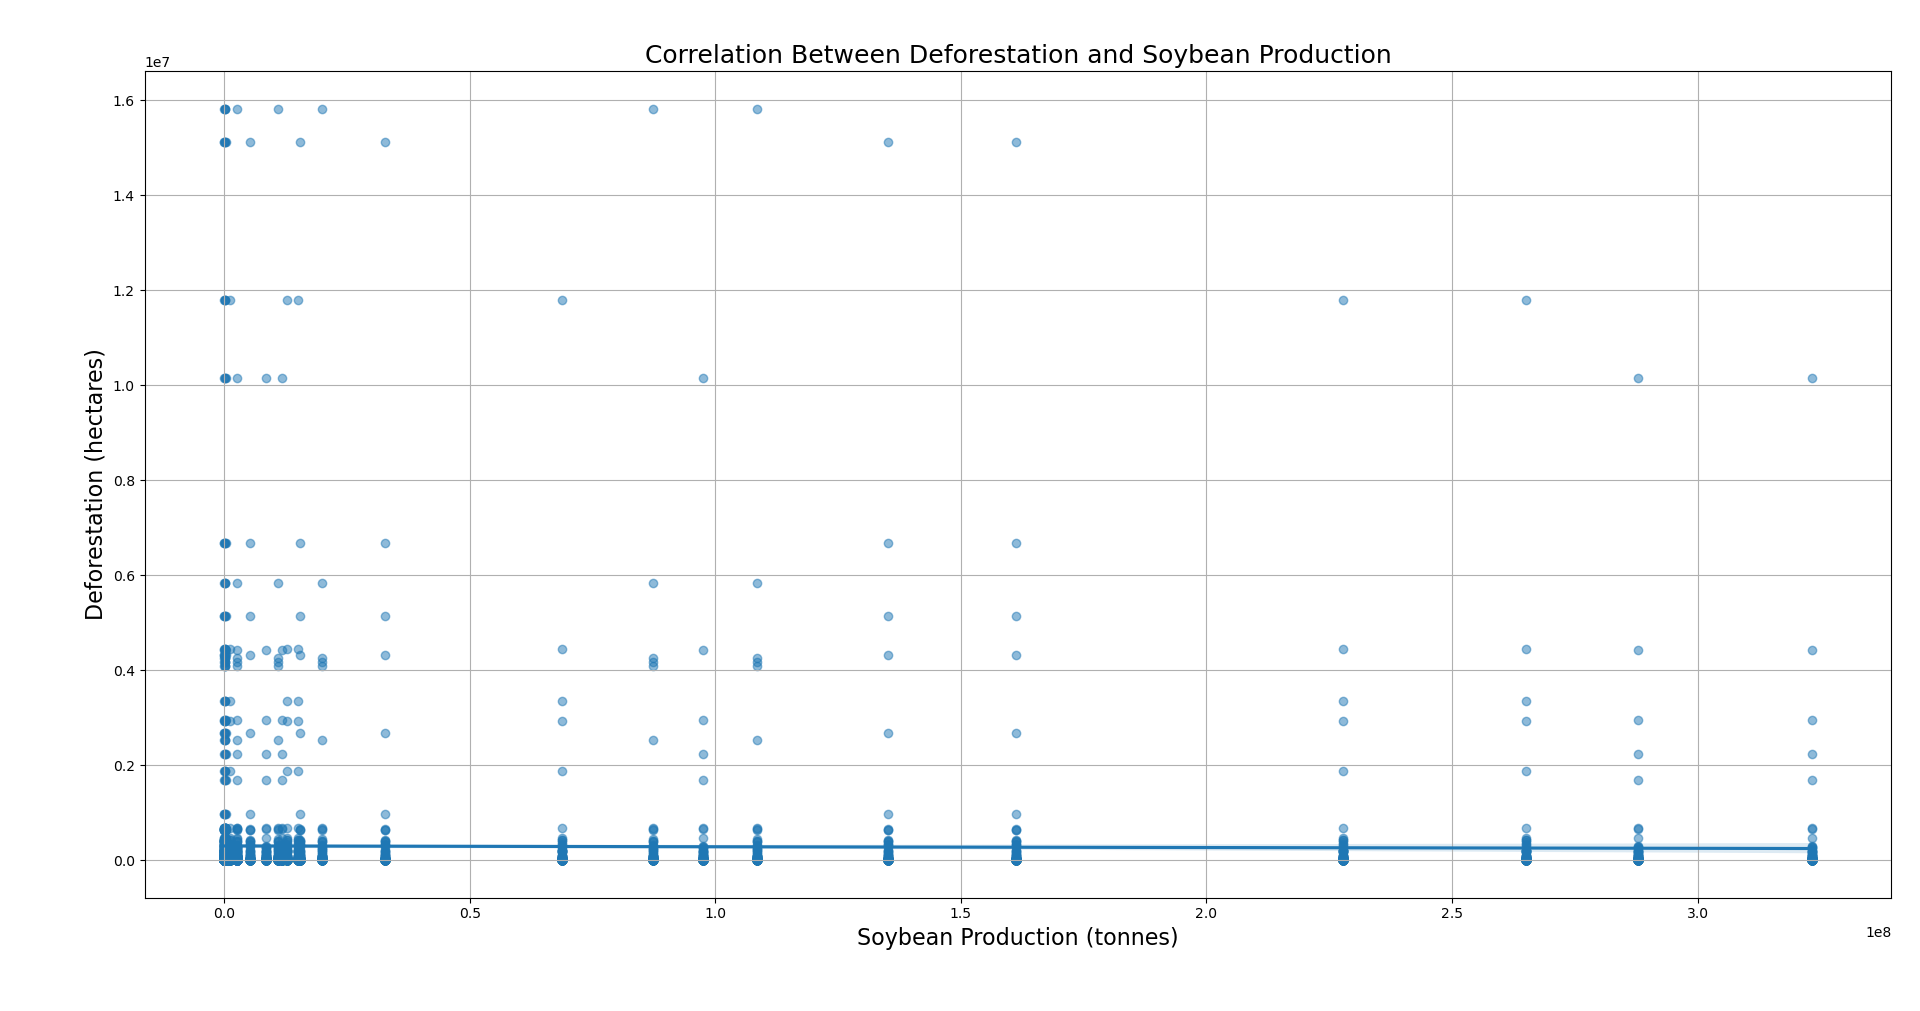 Correlation Between Deforestation and Soybean Production
1e7
1.6
1.4
1.2
1.0
0.8
0.6
0.4
0.2
0.0
Deforestation (hectares)
0.0 0.5 1.0 1.5 2.0 2.5 3.0
1e8
Soybean Production (tonnes)